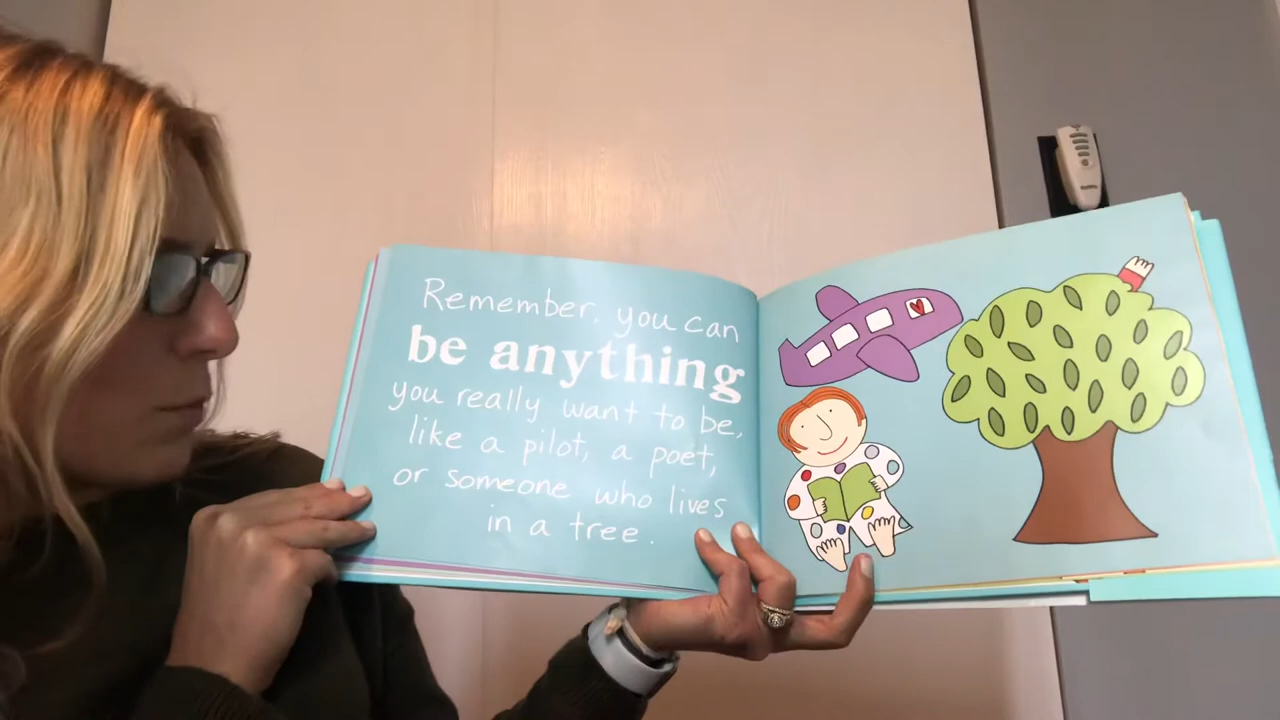 Remember, you can
be anything
you really want to be,
like a pilot, a poet,
or someone who lives
in a tree.